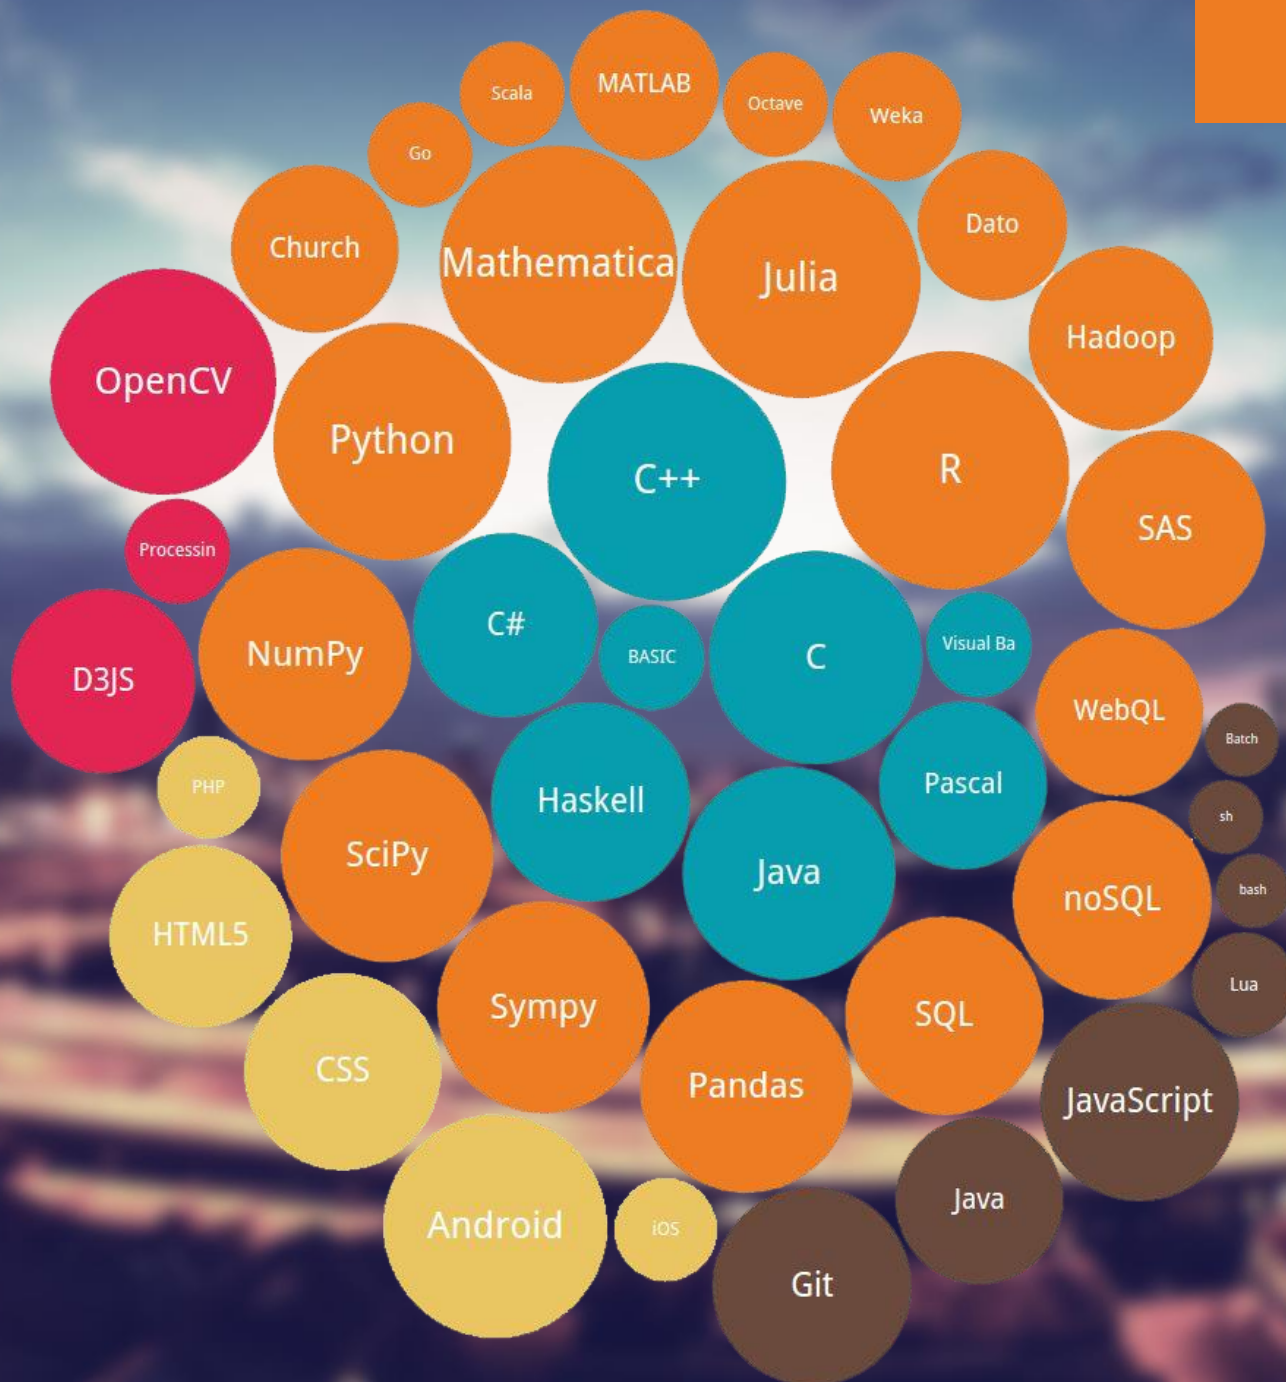 MATLAB
Scala
Octave
Weka
Go
Dato
Church
Mathematica
Julia
Hadoop
OpenCV
Python
C++
R
SAS
Processin
C#
BASIC
C
Visual Ba
NumPy
D3JS
WebQL
Batch
PHP
Haskell
Pascal
sh
SciPy
Java
noSQL
bash
HTML5
Sympy
SQL
Lua
CSS
Pandas
JavaScript
Android
iOS
Java
Git